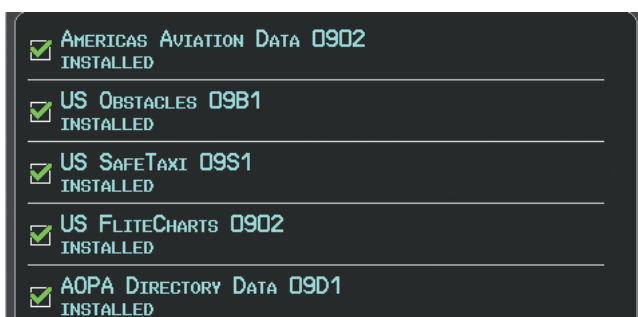 Americas Aviation Data 0902
INSTALLED
US Obstacles 09B1
INSTALLED
US SafeTaxi 09S1
INSTALLED
US FliteCharts 0902
INSTALLED
AOPA Directory Data 09D1
INSTALLED